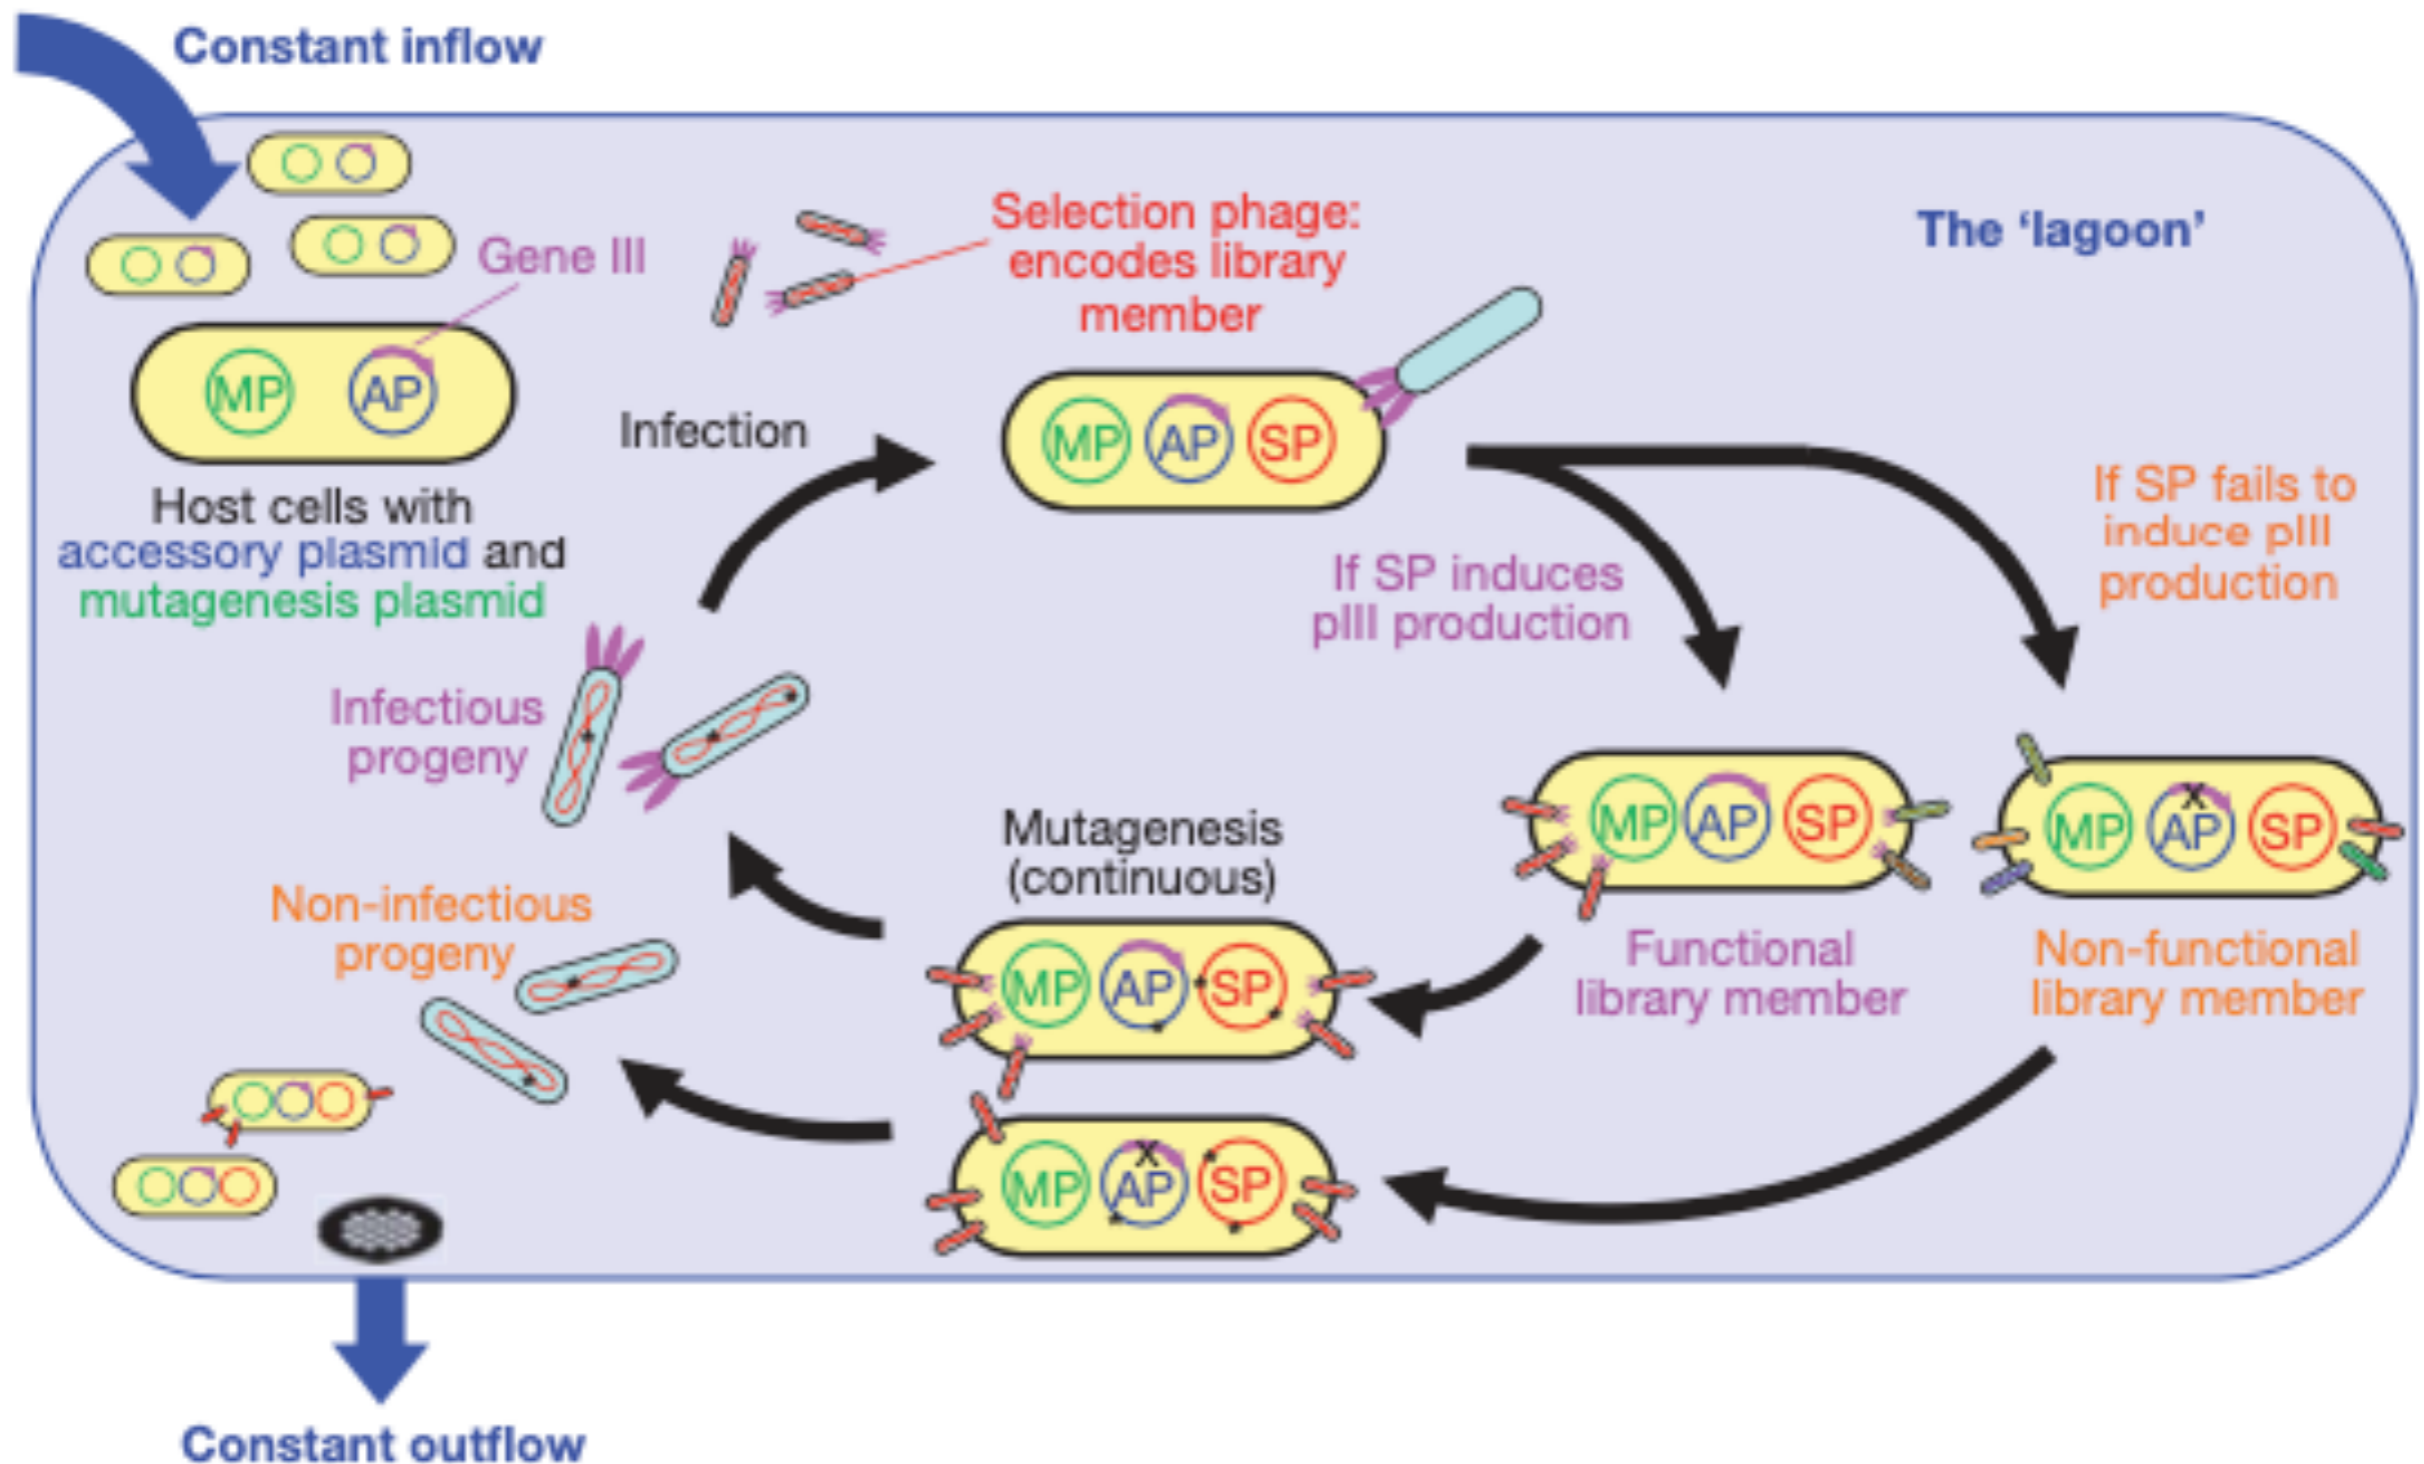 Constant inflow
The ‘lagoon’
Gene III
Selection phage:
encodes library
member
MP AP
Host cells with
accessory plasmid and
mutagenesis plasmid
Infection
MP AP SP
If SP induces
pIII production
If SP fails to
induce pIII
production
MP AP SP
Functional
library member
MP AP SP
X
Non-functional
library member
Mutagenesis
(continuous)
MP AP SP
MP AP SP
X
Infectious
progeny
Non-infectious
progeny
Constant outflow